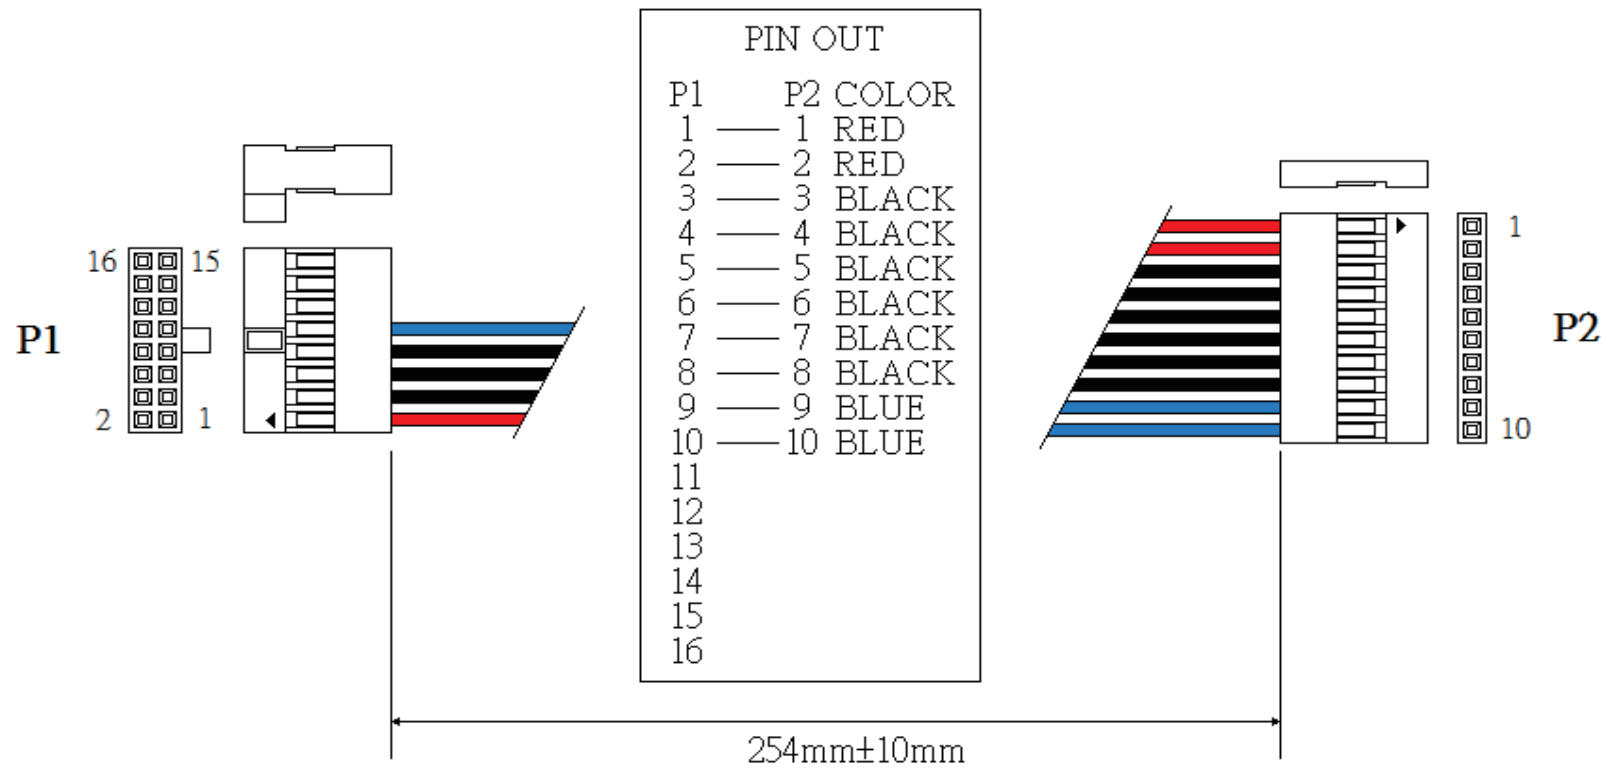 PIN OUT
P1 P2 COLOR
1 1 RED
2 2 RED
3 3 BLACK
4 4 BLACK
5 5 BLACK
6 6 BLACK
7 7 BLACK
8 8 BLACK
9 9 BLUE
10 10 BLUE
11
12
13
14
15
16
16 15
P1
2 1
1
P2
10
254mm±10mm